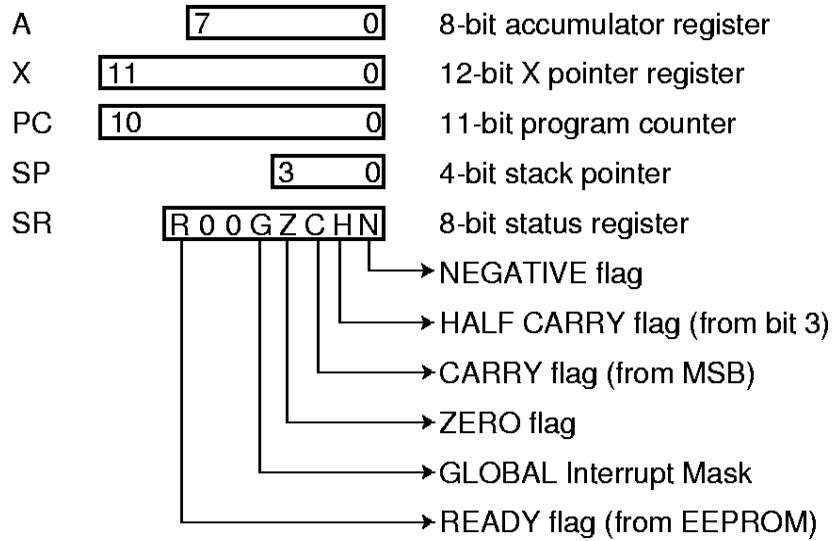 A 7 0 8-bit accumulator register
X 11 0 12-bit X pointer register
PC 10 0 11-bit program counter
SP 3 0 4-bit stack pointer
SR R 0 0 G Z C H N 8-bit status register
NEGATIVE flag
HALF CARRY flag (from bit 3)
CARRY flag (from MSB)
ZERO flag
GLOBAL Interrupt Mask
READY flag (from EEPROM)